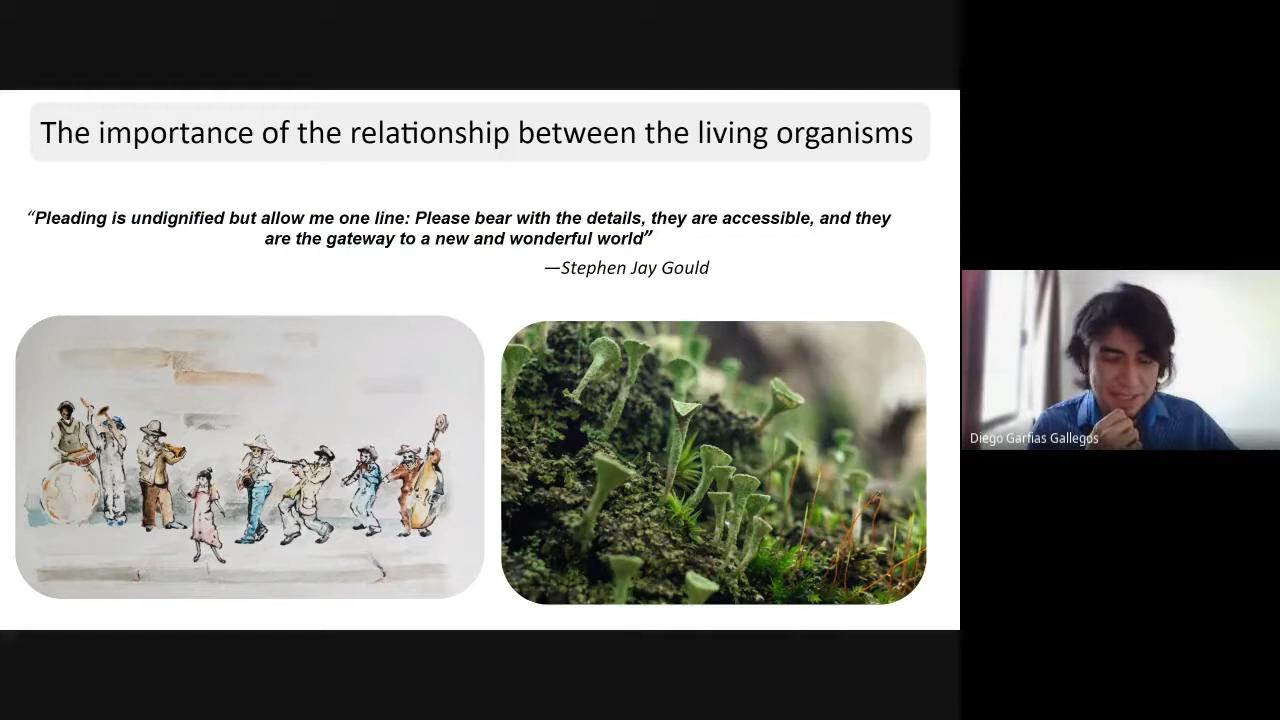 The importance of the relationship between the living organisms
“Pleading is undignified but allow me one line: Please bear with the details, they are accessible, and they
are the gateway to a new and wonderful world”
—Stephen Jay Gould
Diego Garfias Gallegos